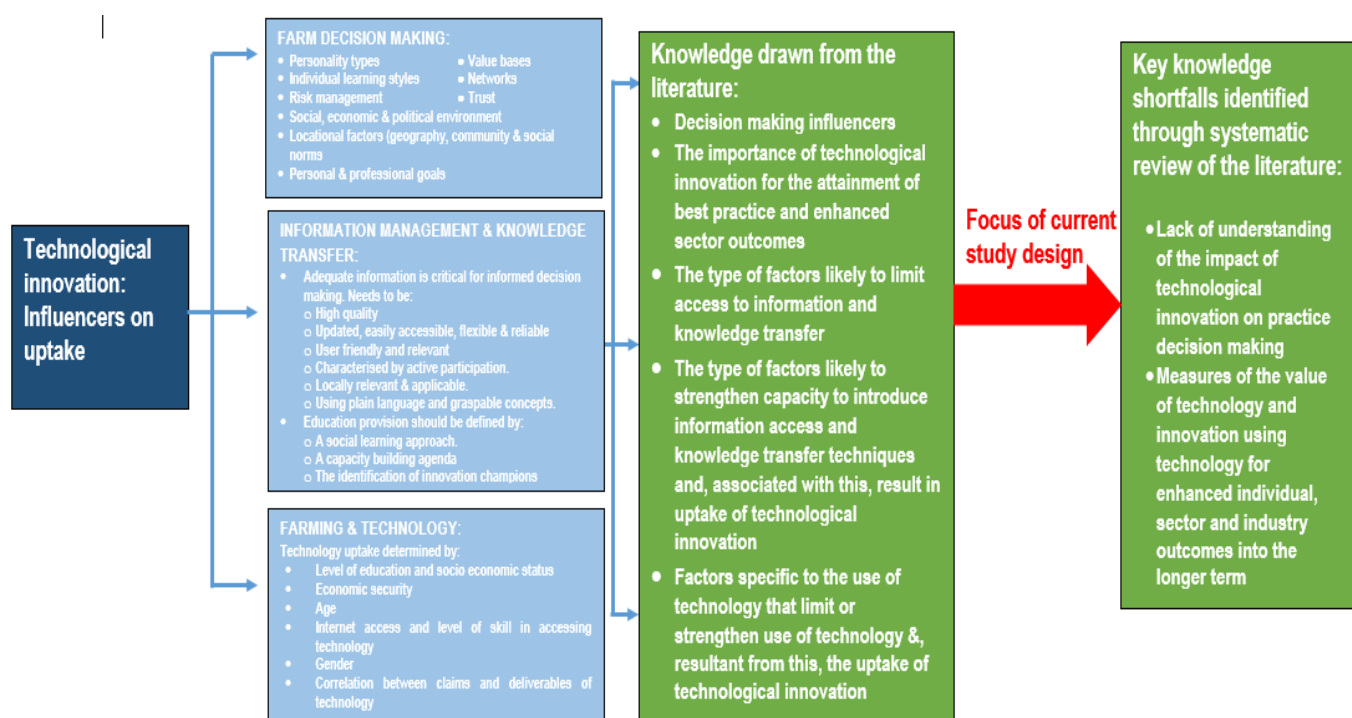 Technological
innovation:
Influencers on
uptake
FARM DECISION MAKING:
• Personality types • Value bases
• Individual learning styles • Networks
• Risk management • Trust
• Social, economic & political environment
• Locational factors (geography, community & social
norms
• Personal & professional goals
INFORMATION MANAGEMENT & KNOWLEDGE
TRANSFER:
• Adequate information is critical for informed decision
making. Needs to be:
o High quality
o Updated, easily accessible, flexible & reliable
o User friendly and relevant
o Characterised by active participation.
o Locally relevant & applicable.
o Using plain language and graspable concepts.
• Education provision should be defined by:
o A social learning approach.
o A capacity building agenda
o The identification of innovation champions
FARMING & TECHNOLOGY:
Technology uptake determined by:
• Level of education and socio economic status
• Economic security
• Age
• Internet access and level of skill in accessing
technology
• Gender
• Correlation between claims and deliverables of
technology
Knowledge drawn from the
literature:
• Decision making influencers
• The importance of technological
innovation for the attainment of
best practice and enhanced
sector outcomes
• The type of factors likely to limit
access to information and
knowledge transfer
• The type of factors likely to
strengthen capacity to introduce
information access and
knowledge transfer techniques
and, associated with this, result in
uptake of technological
innovation
• Factors specific to the use of
technology that limit or
strengthen use of technology &,
resultant from this, the uptake of
technological innovation
Focus of current
study design
Key knowledge
shortfalls identified
through systematic
review of the literature:
• Lack of understanding
of the impact of
technological
innovation on practice
decision making
• Measures of the value
of technology and
innovation using
technology for
enhanced individual,
sector and industry
outcomes into the
longer term